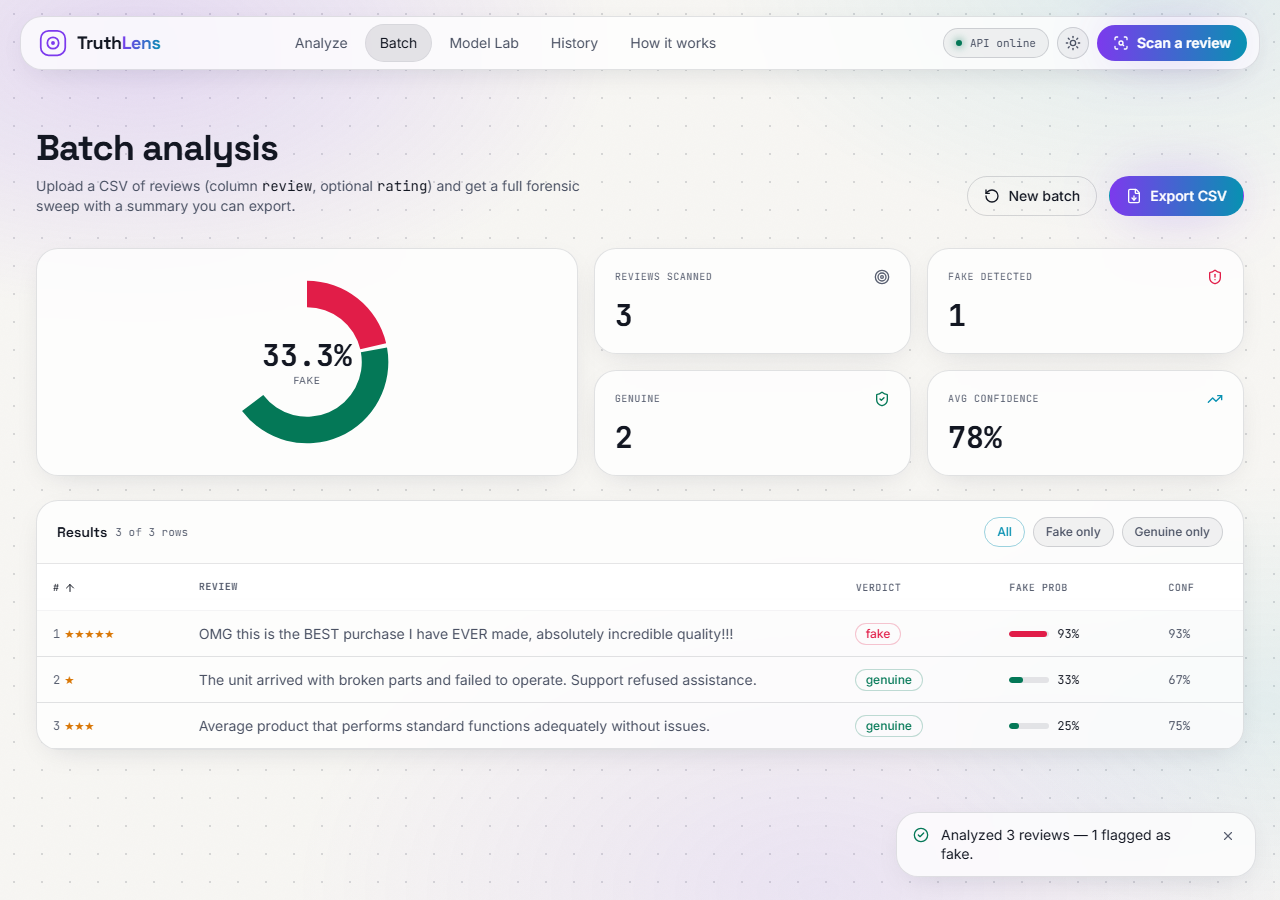 TruthLens
Analyze
Batch
Model Lab
History
How it works
API online
Scan a review
Batch analysis
Upload a CSV of reviews (column review, optional rating) and get a full forensic
sweep with a summary you can export.
New batch
Export CSV
33.3%
FAKE
REVIEWS SCANNED
3
FAKE DETECTED
1
GENUINE
2
AVG CONFIDENCE
78%
Results 3 of 3 rows
All
Fake only
Genuine only
# ↑ REVIEW VERDICT FAKE PROB CONF
1 ★★★★★ OMG this is the BEST purchase I have EVER made, absolutely incredible quality!!! fake 93% 93%
2 ★ The unit arrived with broken parts and failed to operate. Support refused assistance. genuine 33% 67%
3 ★★★ Average product that performs standard functions adequately without issues. genuine 25% 75%
Analyzed 3 reviews — 1 flagged as
fake.